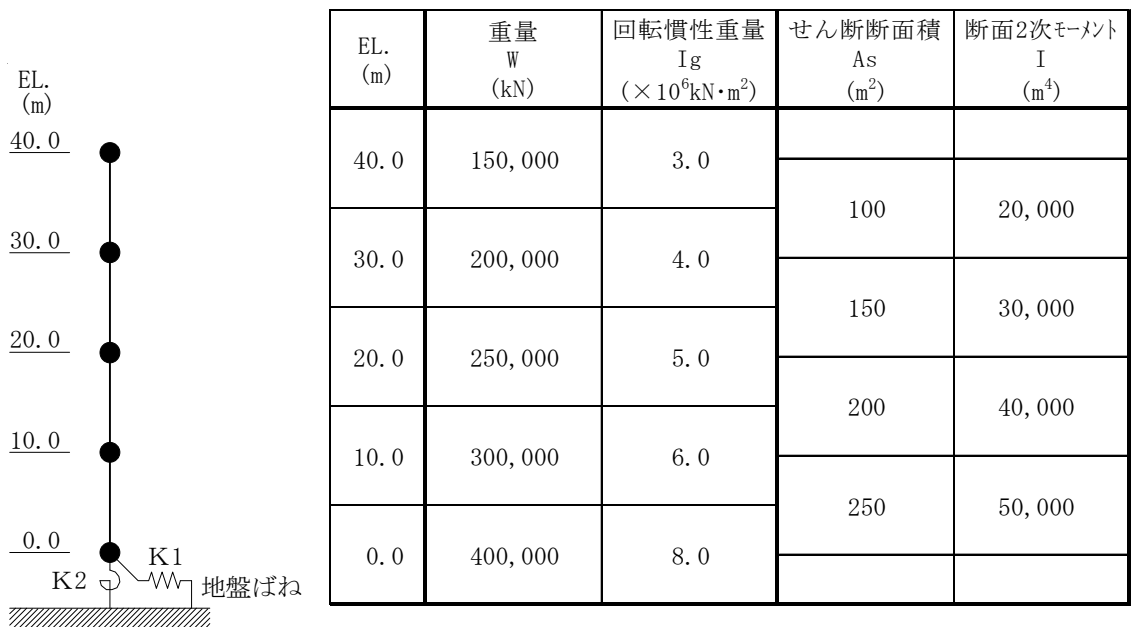 EL.
(m)
40.0
30.0
20.0
10.0
0.0
K1
K2
地盤ばね
EL.
(m)
重量
W
(kN)
回転慣性重量
Ig
(×10⁶kN・m²)
せん断断面積
As
(m²)
断面2次ﾓｰﾒﾝﾄ
I
(m⁴)
40.0 150,000 3.0
100 20,000
30.0 200,000 4.0
150 30,000
20.0 250,000 5.0
200 40,000
10.0 300,000 6.0
250 50,000
0.0 400,000 8.0